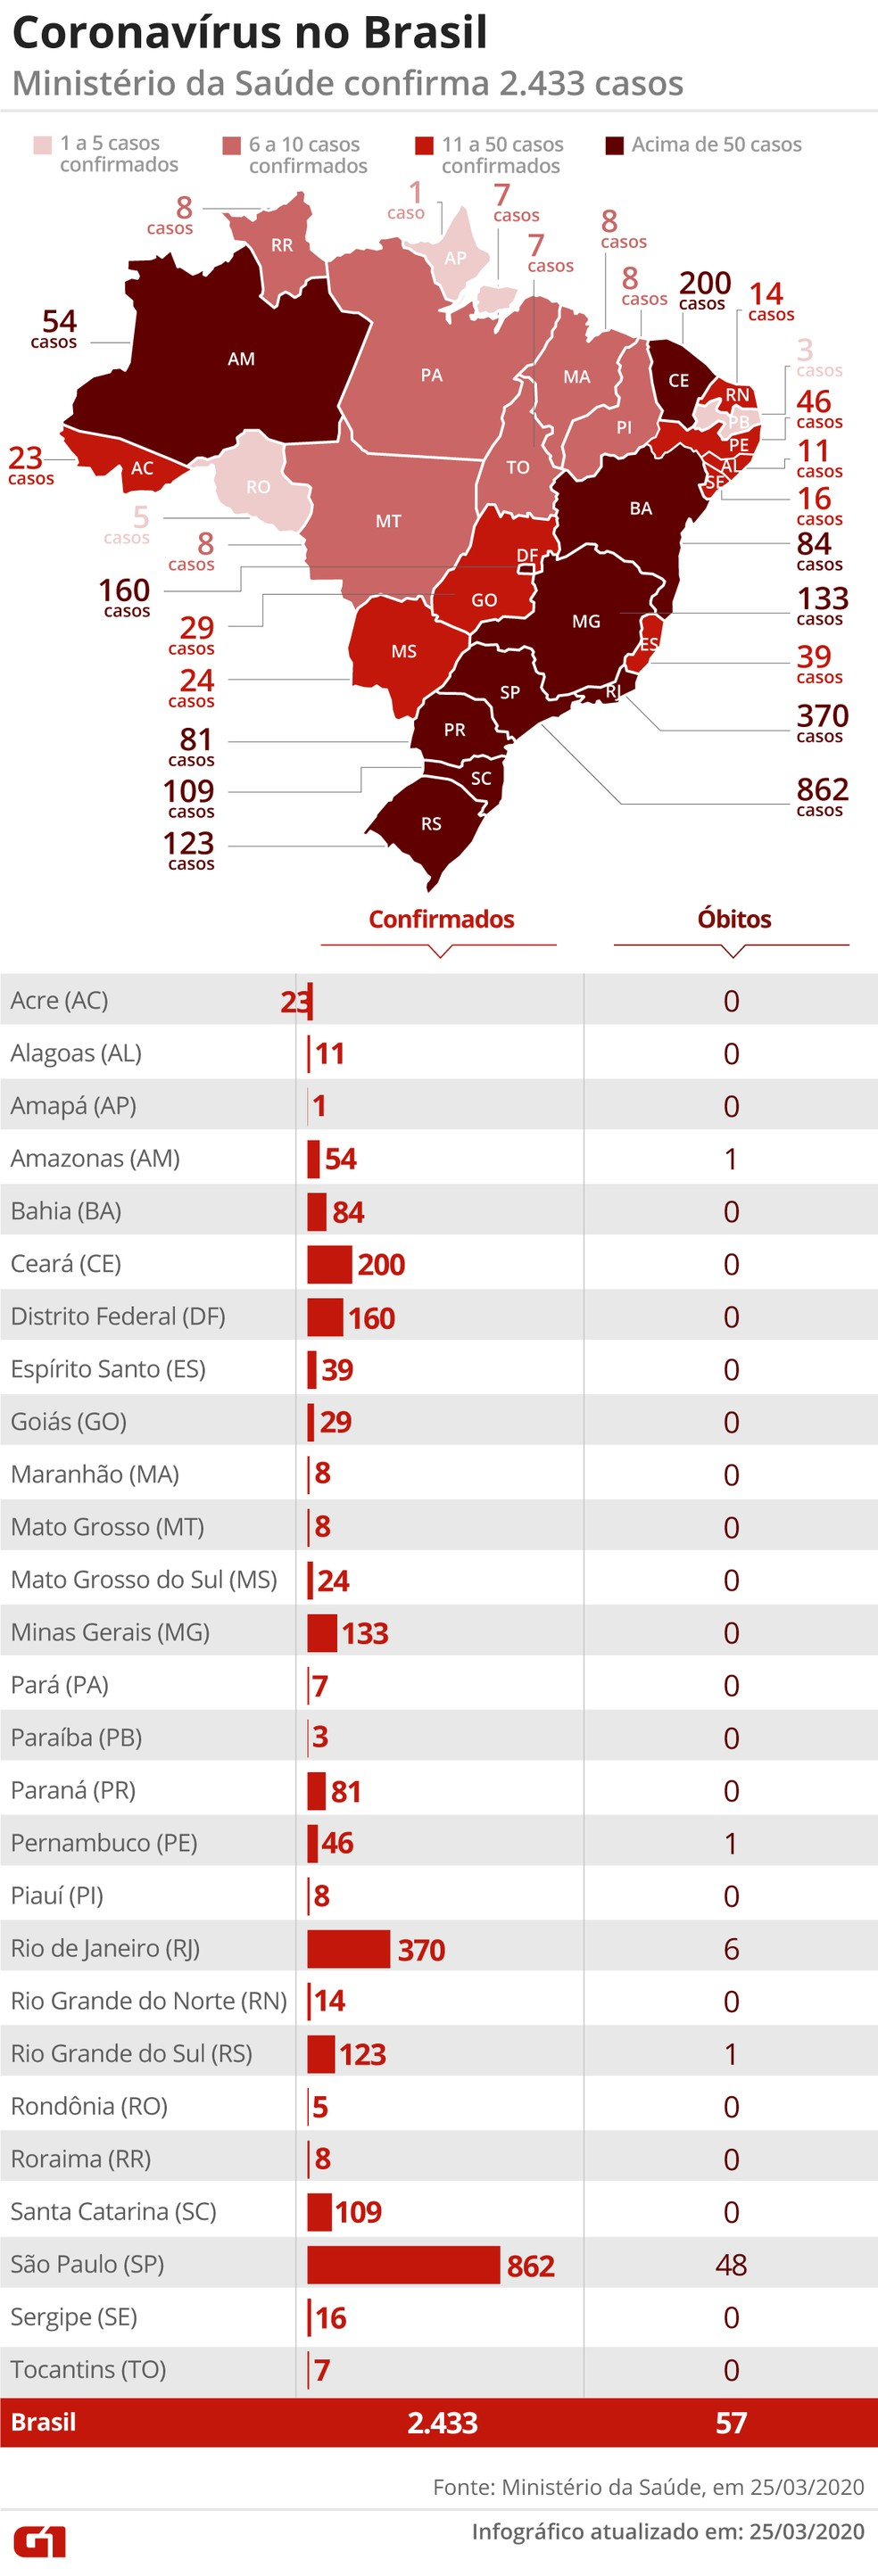 Coronavírus no Brasil
Ministério da Saúde confirma 2.433 casos
1 a 5 casos
confirmados
6 a 10 casos
confirmados
11 a 50 casos
confirmados
Acima de 50 casos
8
casos
1
caso
7
casos
7
casos
8
casos
8
casos
200
casos
14
casos
3
casos
46
casos
11
casos
16
casos
84
casos
133
casos
39
casos
370
casos
862
casos
54
casos
23
casos
5
casos
8
casos
160
casos
29
casos
24
casos
81
casos
109
casos
123
casos
RR
AP
AM
PA
MA
CE
RN
PB
PI
PE
AL
SE
AC
RO
TO
BA
MT
DF
GO
MG
ES
MS
SP
RJ
PR
SC
RS
Confirmados Óbitos
Acre (AC) 23 0
Alagoas (AL) 11 0
Amapá (AP) 1 0
Amazonas (AM) 54 1
Bahia (BA) 84 0
Ceará (CE) 200 0
Distrito Federal (DF) 160 0
Espírito Santo (ES) 39 0
Goiás (GO) 29 0
Maranhão (MA) 8 0
Mato Grosso (MT) 8 0
Mato Grosso do Sul (MS) 24 0
Minas Gerais (MG) 133 0
Pará (PA) 7 0
Paraíba (PB) 3 0
Paraná (PR) 81 0
Pernambuco (PE) 46 1
Piauí (PI) 8 0
Rio de Janeiro (RJ) 370 6
Rio Grande do Norte (RN) 14 0
Rio Grande do Sul (RS) 123 1
Rondônia (RO) 5 0
Roraima (RR) 8 0
Santa Catarina (SC) 109 0
São Paulo (SP) 862 48
Sergipe (SE) 16 0
Tocantins (TO) 7 0
Brasil 2.433 57
Fonte: Ministério da Saúde, em 25/03/2020
G1
Infográfico atualizado em: 25/03/2020